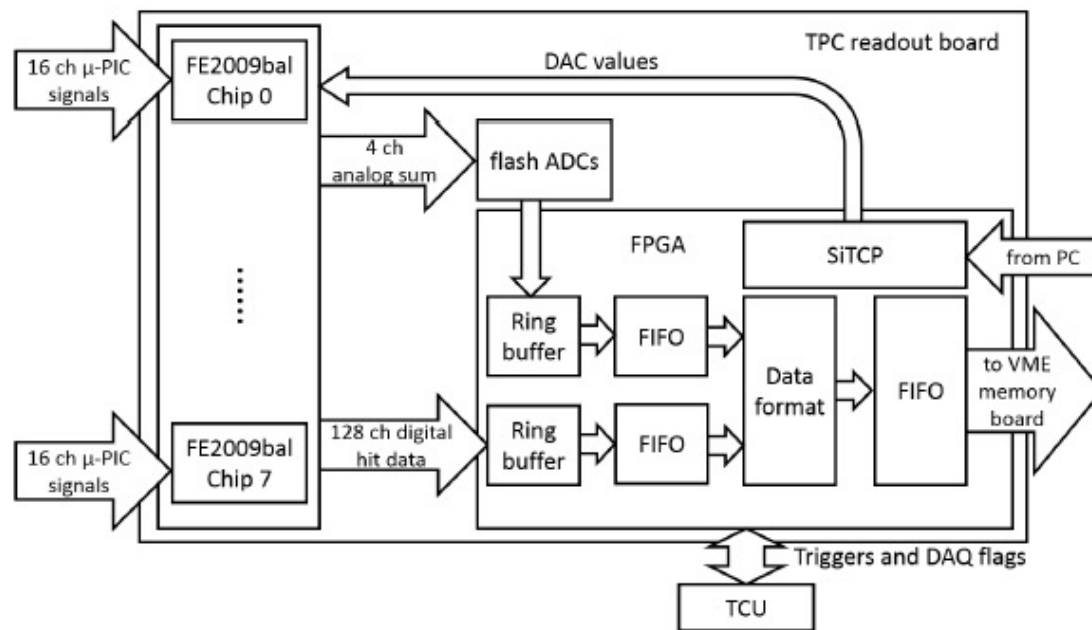 TPC readout board
16 ch μ-PIC
signals
FE2009bal
Chip 0
DAC values
4 ch
analog sum
flash ADCs
FPGA
SiTCP
from PC
......
Ring
buffer
FIFO
Data
format
FIFO
to VME
memory
board
16 ch μ-PIC
signals
FE2009bal
Chip 7
128 ch digital
hit data
Ring
buffer
FIFO
Triggers and DAQ flags
TCU